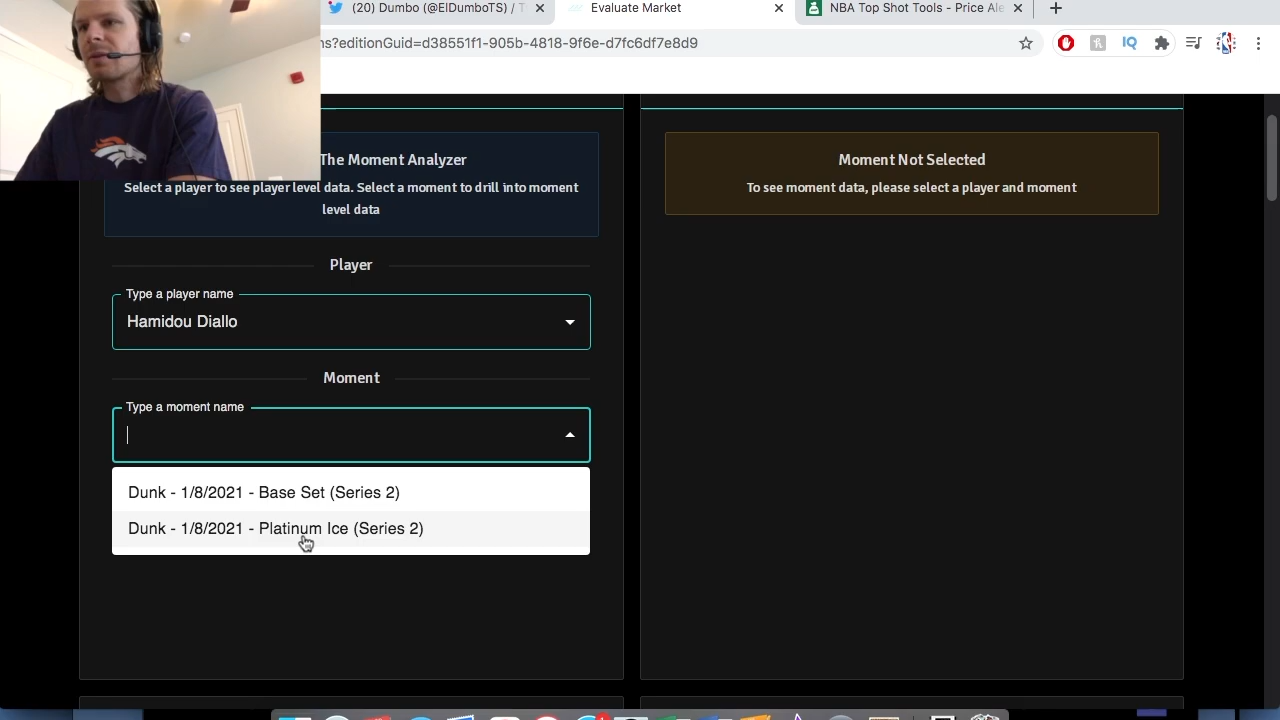 (20) Dumbo (@ElDumboTS) / T
Evaluate Market
NBA Top Shot Tools - Price Ale
ns?editionGuid=d38551f1-905b-4818-9f6e-d7fc6df7e8d9
The Moment Analyzer
Select a player to see player level data. Select a moment to drill into moment
level data
Moment Not Selected
To see moment data, please select a player and moment
Player
Type a player name
Hamidou Diallo
Moment
Type a moment name
Dunk - 1/8/2021 - Base Set (Series 2)
Dunk - 1/8/2021 - Platinum Ice (Series 2)